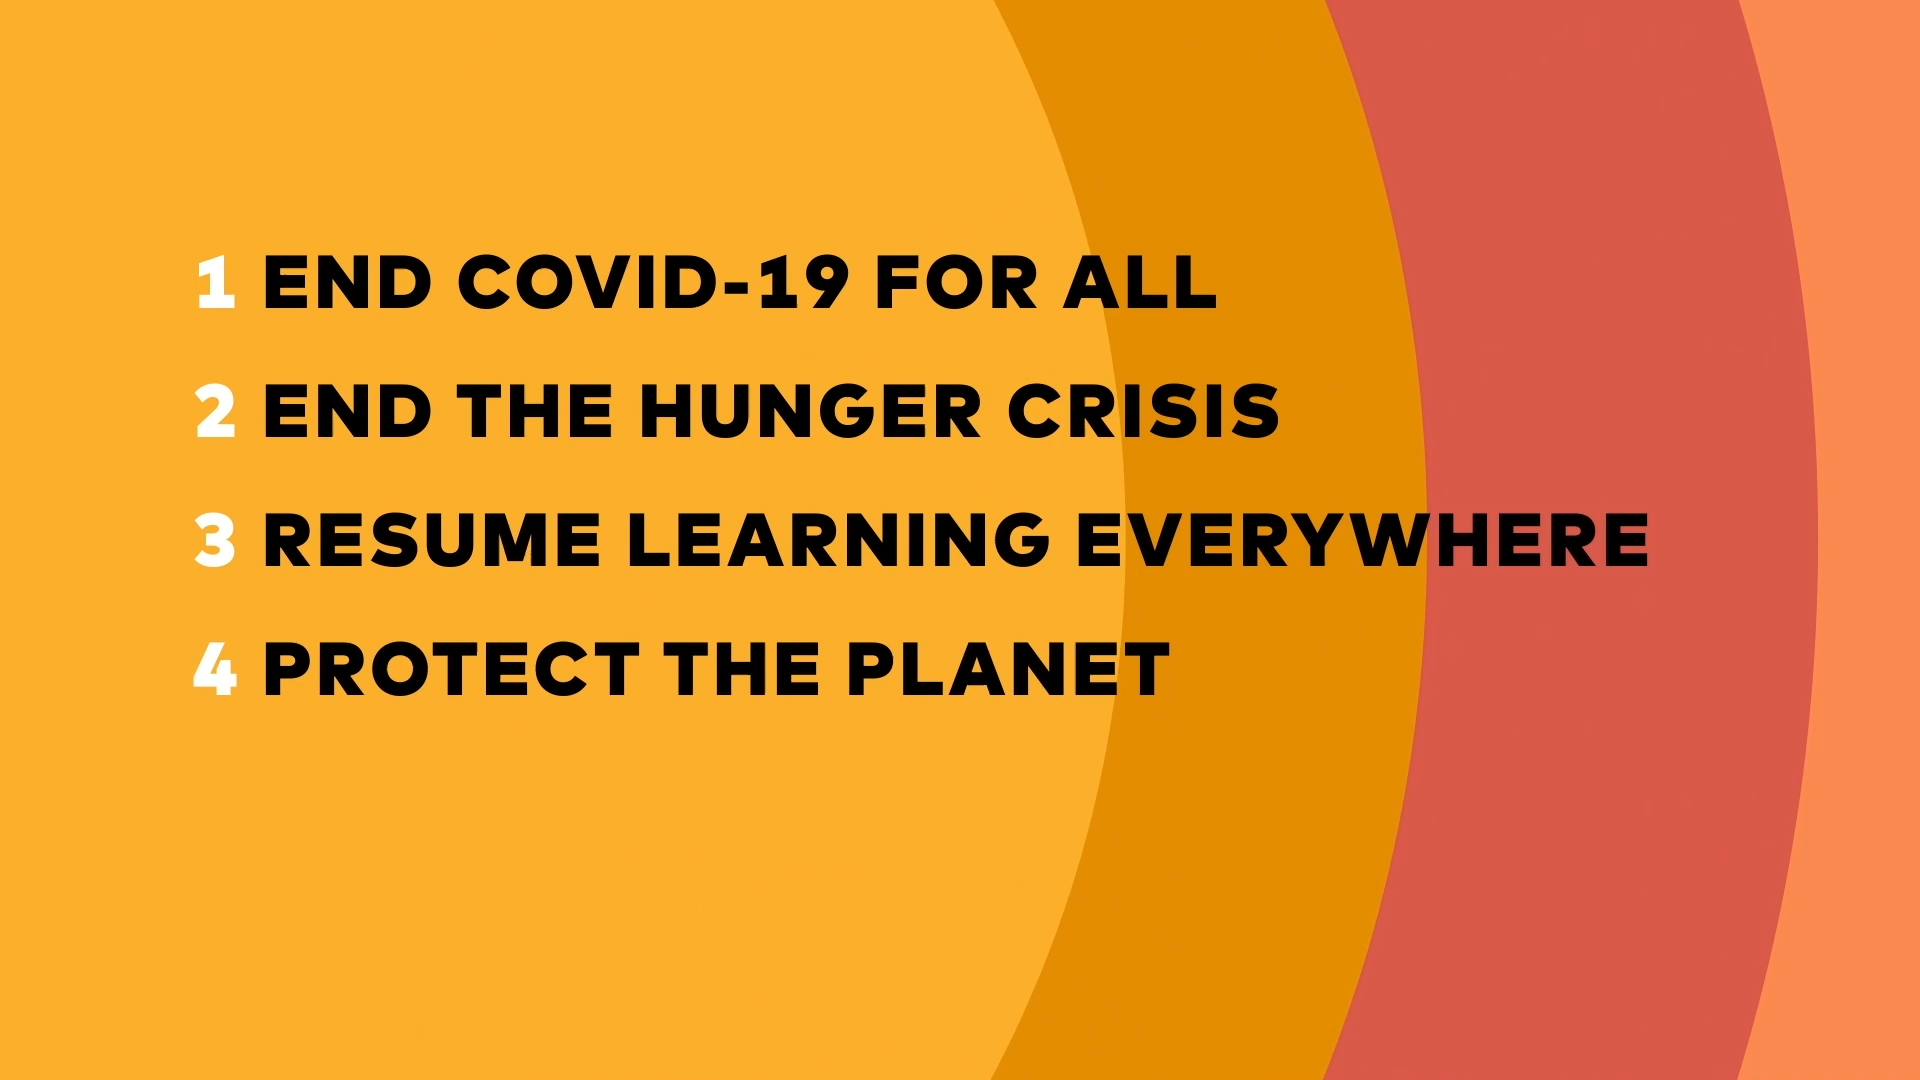 1 END COVID-19 FOR ALL
2 END THE HUNGER CRISIS
3 RESUME LEARNING EVERYWHERE
4 PROTECT THE PLANET